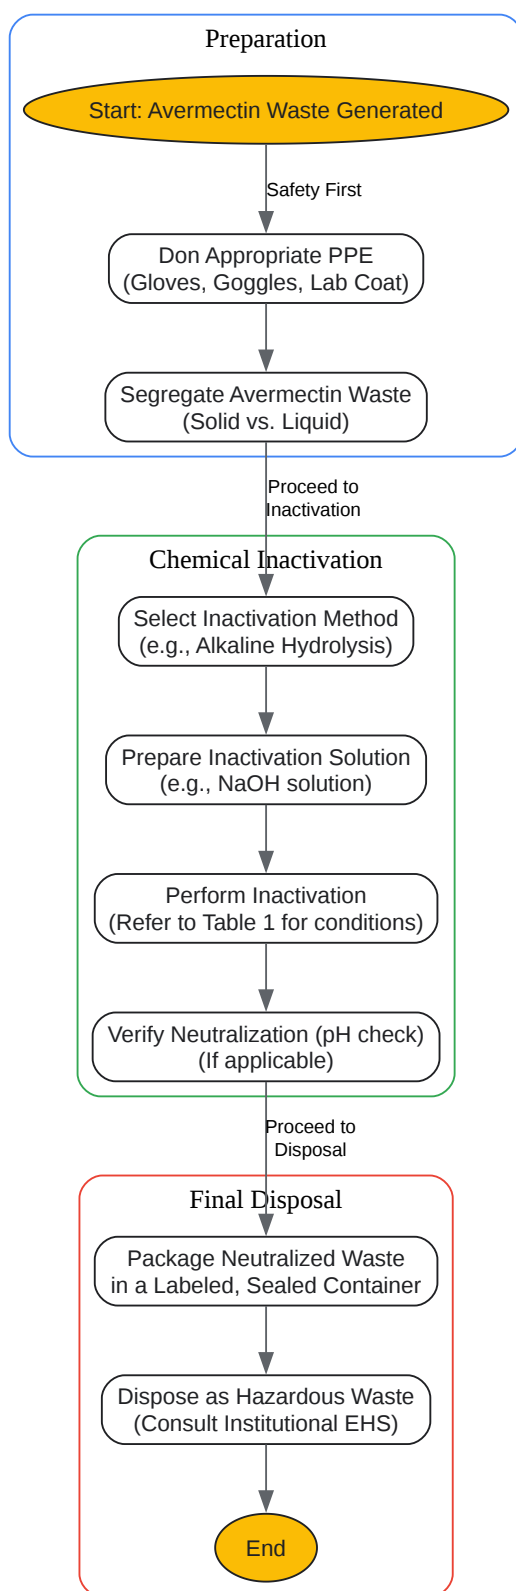 Preparation
Start: Avermectin Waste Generated
Safety First
Don Appropriate PPE
(Gloves, Goggles, Lab Coat)
Segregate Avermectin Waste
(Solid vs. Liquid)
Proceed to
Inactivation
Chemical Inactivation
Select Inactivation Method
(e.g., Alkaline Hydrolysis)
Prepare Inactivation Solution
(e.g., NaOH solution)
Perform Inactivation
(Refer to Table 1 for conditions)
Verify Neutralization (pH check)
(If applicable)
Proceed to
Disposal
Final Disposal
Package Neutralized Waste
in a Labeled, Sealed Container
Dispose as Hazardous Waste
(Consult Institutional EHS)
End